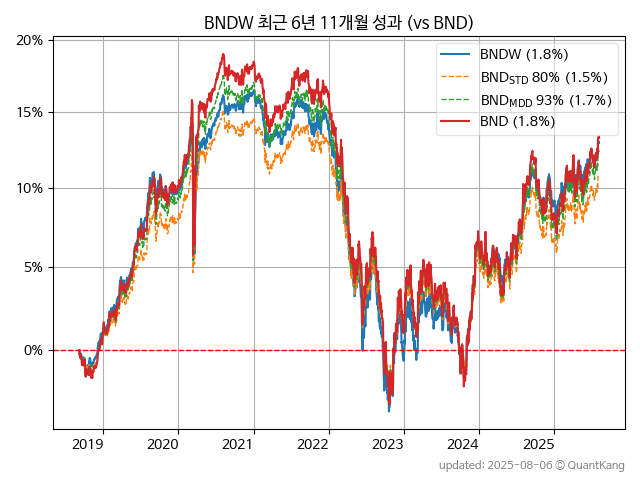 BNDW 최근 6년 11개월 성과 (vs BND)
20%
15%
10%
5%
0%
BNDW (1.8%)
BNDSTD 80% (1.5%)
BNDMDD 93% (1.7%)
BND (1.8%)
2019 2020 2021 2022 2023 2024 2025
updated: 2025-08-06 © QuantKang